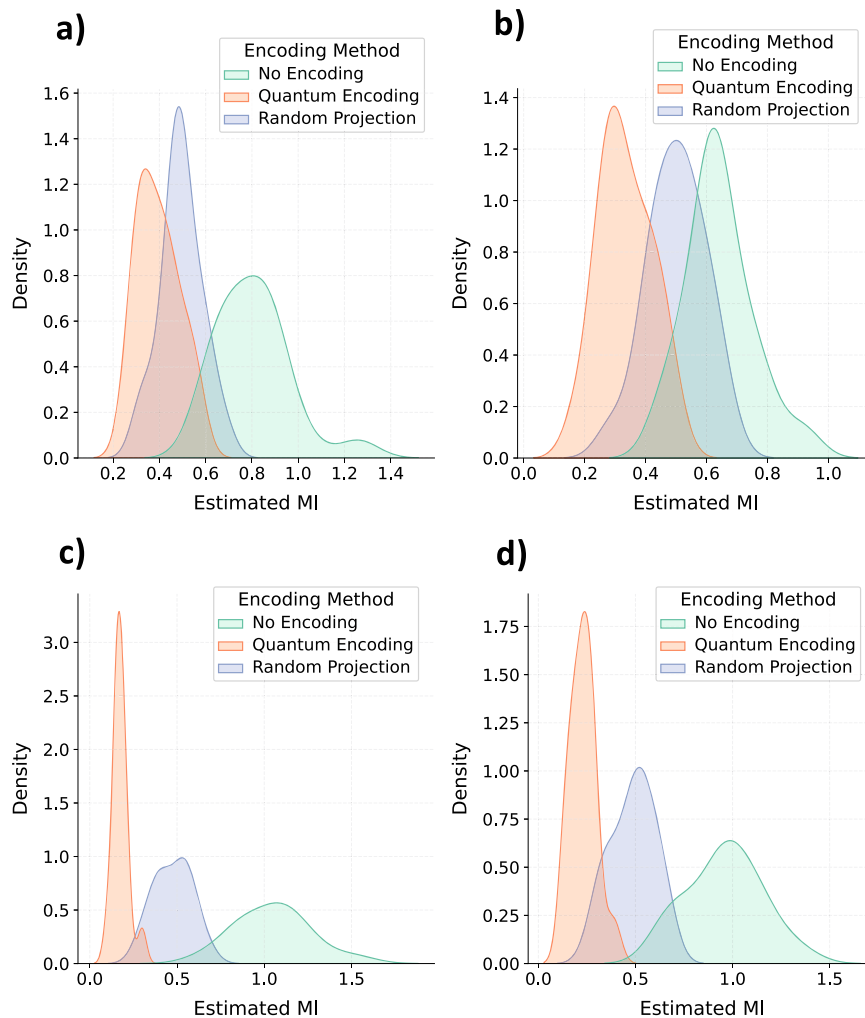 a)
Encoding Method
No Encoding
Quantum Encoding
Random Projection
1.6
1.4
1.2
1.0
0.8
0.6
0.4
0.2
0.0
Density
0.2 0.4 0.6 0.8 1.0 1.2 1.4
Estimated MI
b)
Encoding Method
No Encoding
Quantum Encoding
Random Projection
1.4
1.2
1.0
0.8
0.6
0.4
0.2
0.0
Density
0.0 0.2 0.4 0.6 0.8 1.0
Estimated MI
c)
Encoding Method
No Encoding
Quantum Encoding
Random Projection
3.0
2.5
2.0
1.5
1.0
0.5
0.0
Density
0.0 0.5 1.0 1.5
Estimated MI
d)
Encoding Method
No Encoding
Quantum Encoding
Random Projection
1.75
1.50
1.25
1.00
0.75
0.50
0.25
0.00
Density
0.0 0.5 1.0 1.5
Estimated MI